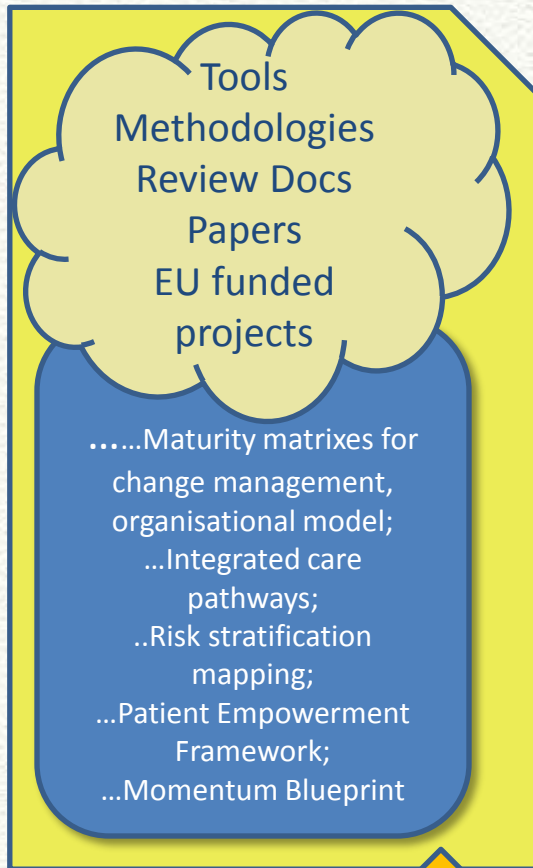 Tools
Methodologies
Review Docs
Papers
EU funded
projects
……Maturity matrixes for
change management,
organisational model;
…Integrated care
pathways;
..Risk stratification
mapping;
…Patient Empowerment
Framework;
…Momentum Blueprint